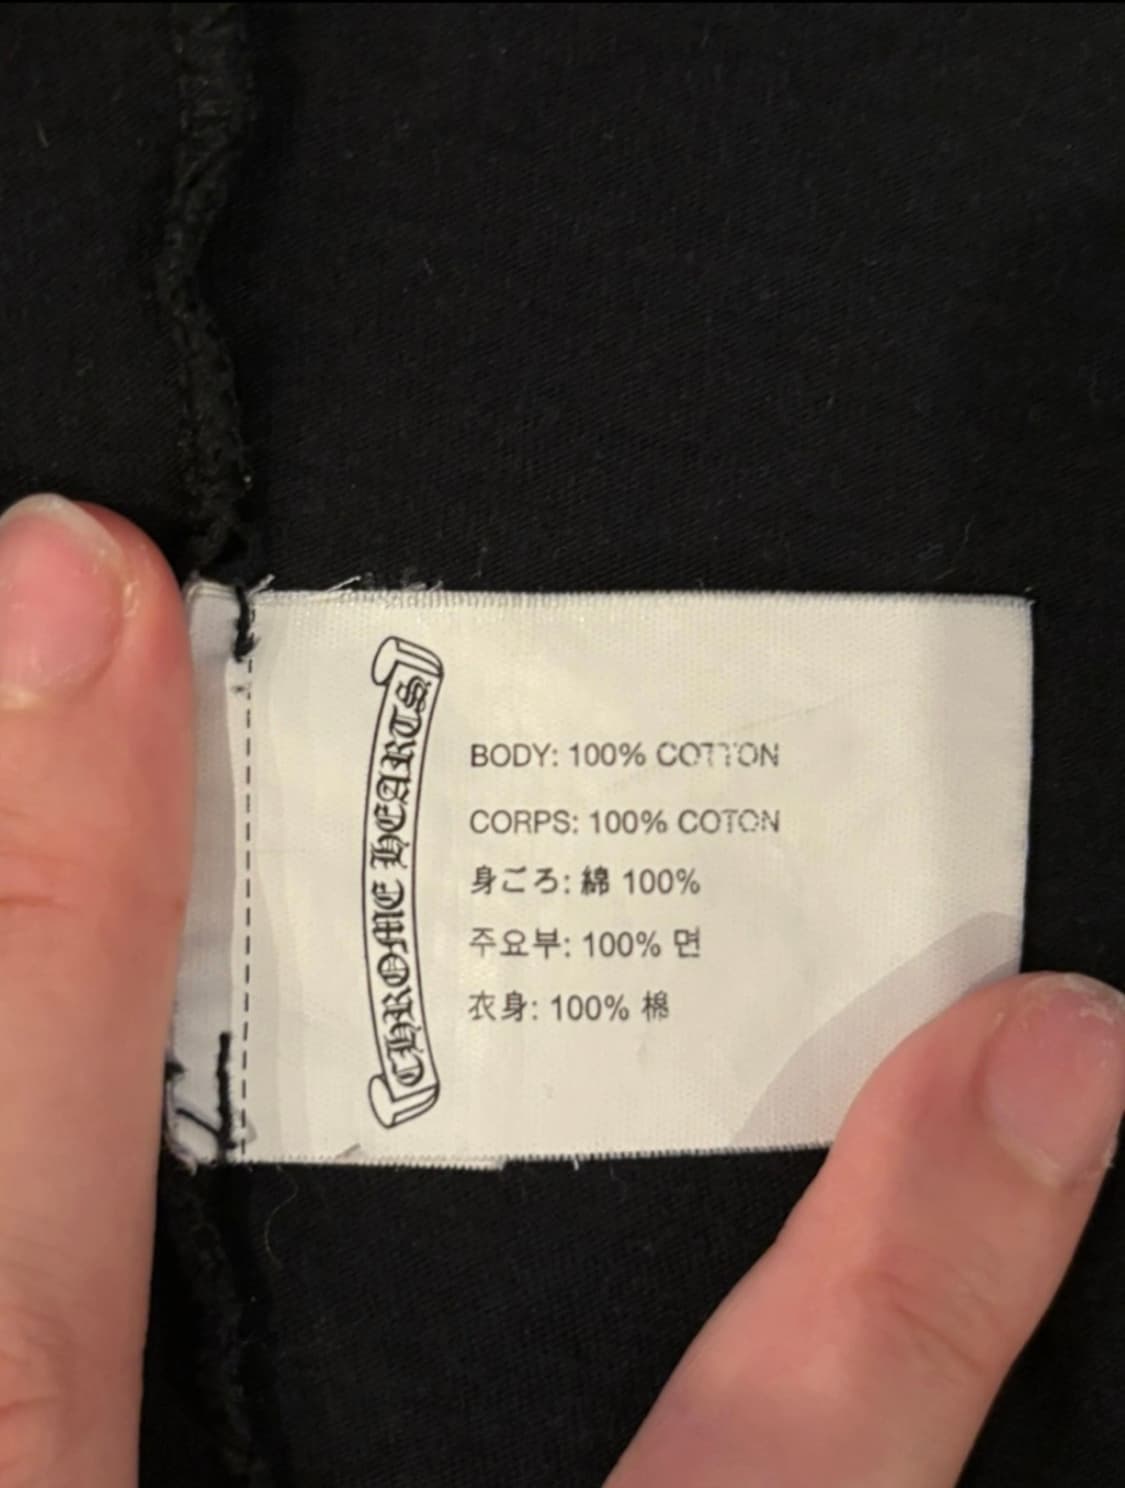 CHROME HEARTS
BODY: 100% COTTON
CORPS: 100% COTON
身ごろ: 綿 100%
주요부: 100% 면
衣身: 100% 棉